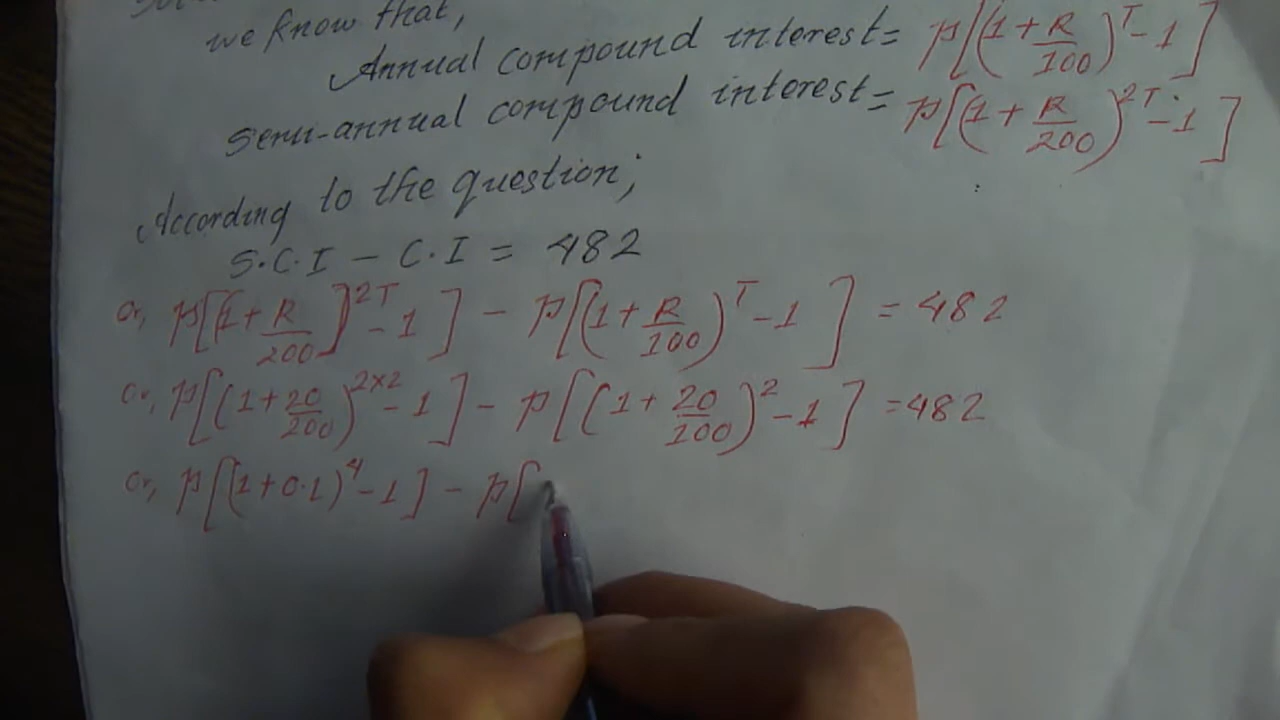 we know that,
Annual compound interest = P[(1 + R/100)^T - 1]
Semi-annual compound interest = P[(1 + R/200)^2T - 1]
According to the question;
S.C.I - C.I = 482
Or, P[(1 + R/200)^2T - 1] - P[(1 + R/100)^T - 1] = 482
Or, P[(1 + 20/200)^2×2 - 1] - P[(1 + 20/100)^2 - 1] = 482
Or, P[(1 + 0.1)^4 - 1] - P[